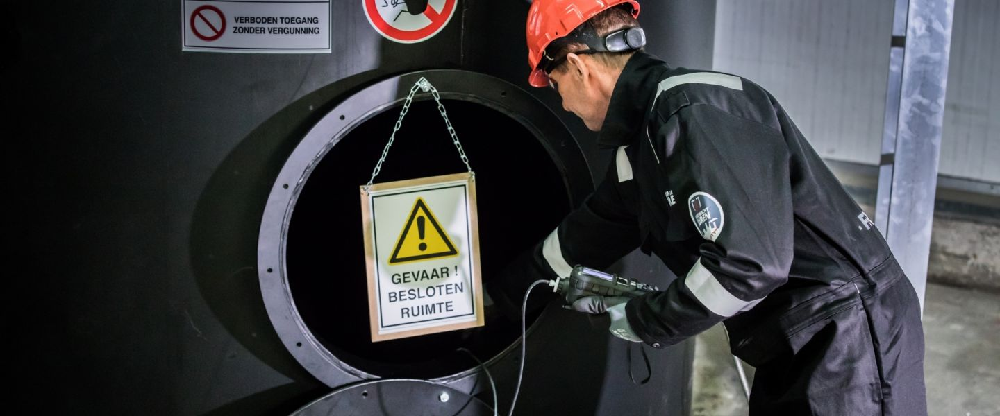 VERBODEN TOEGANG
ZONDER VERGUNNING
GEVAAR !
BESLOTEN
RUIMTE